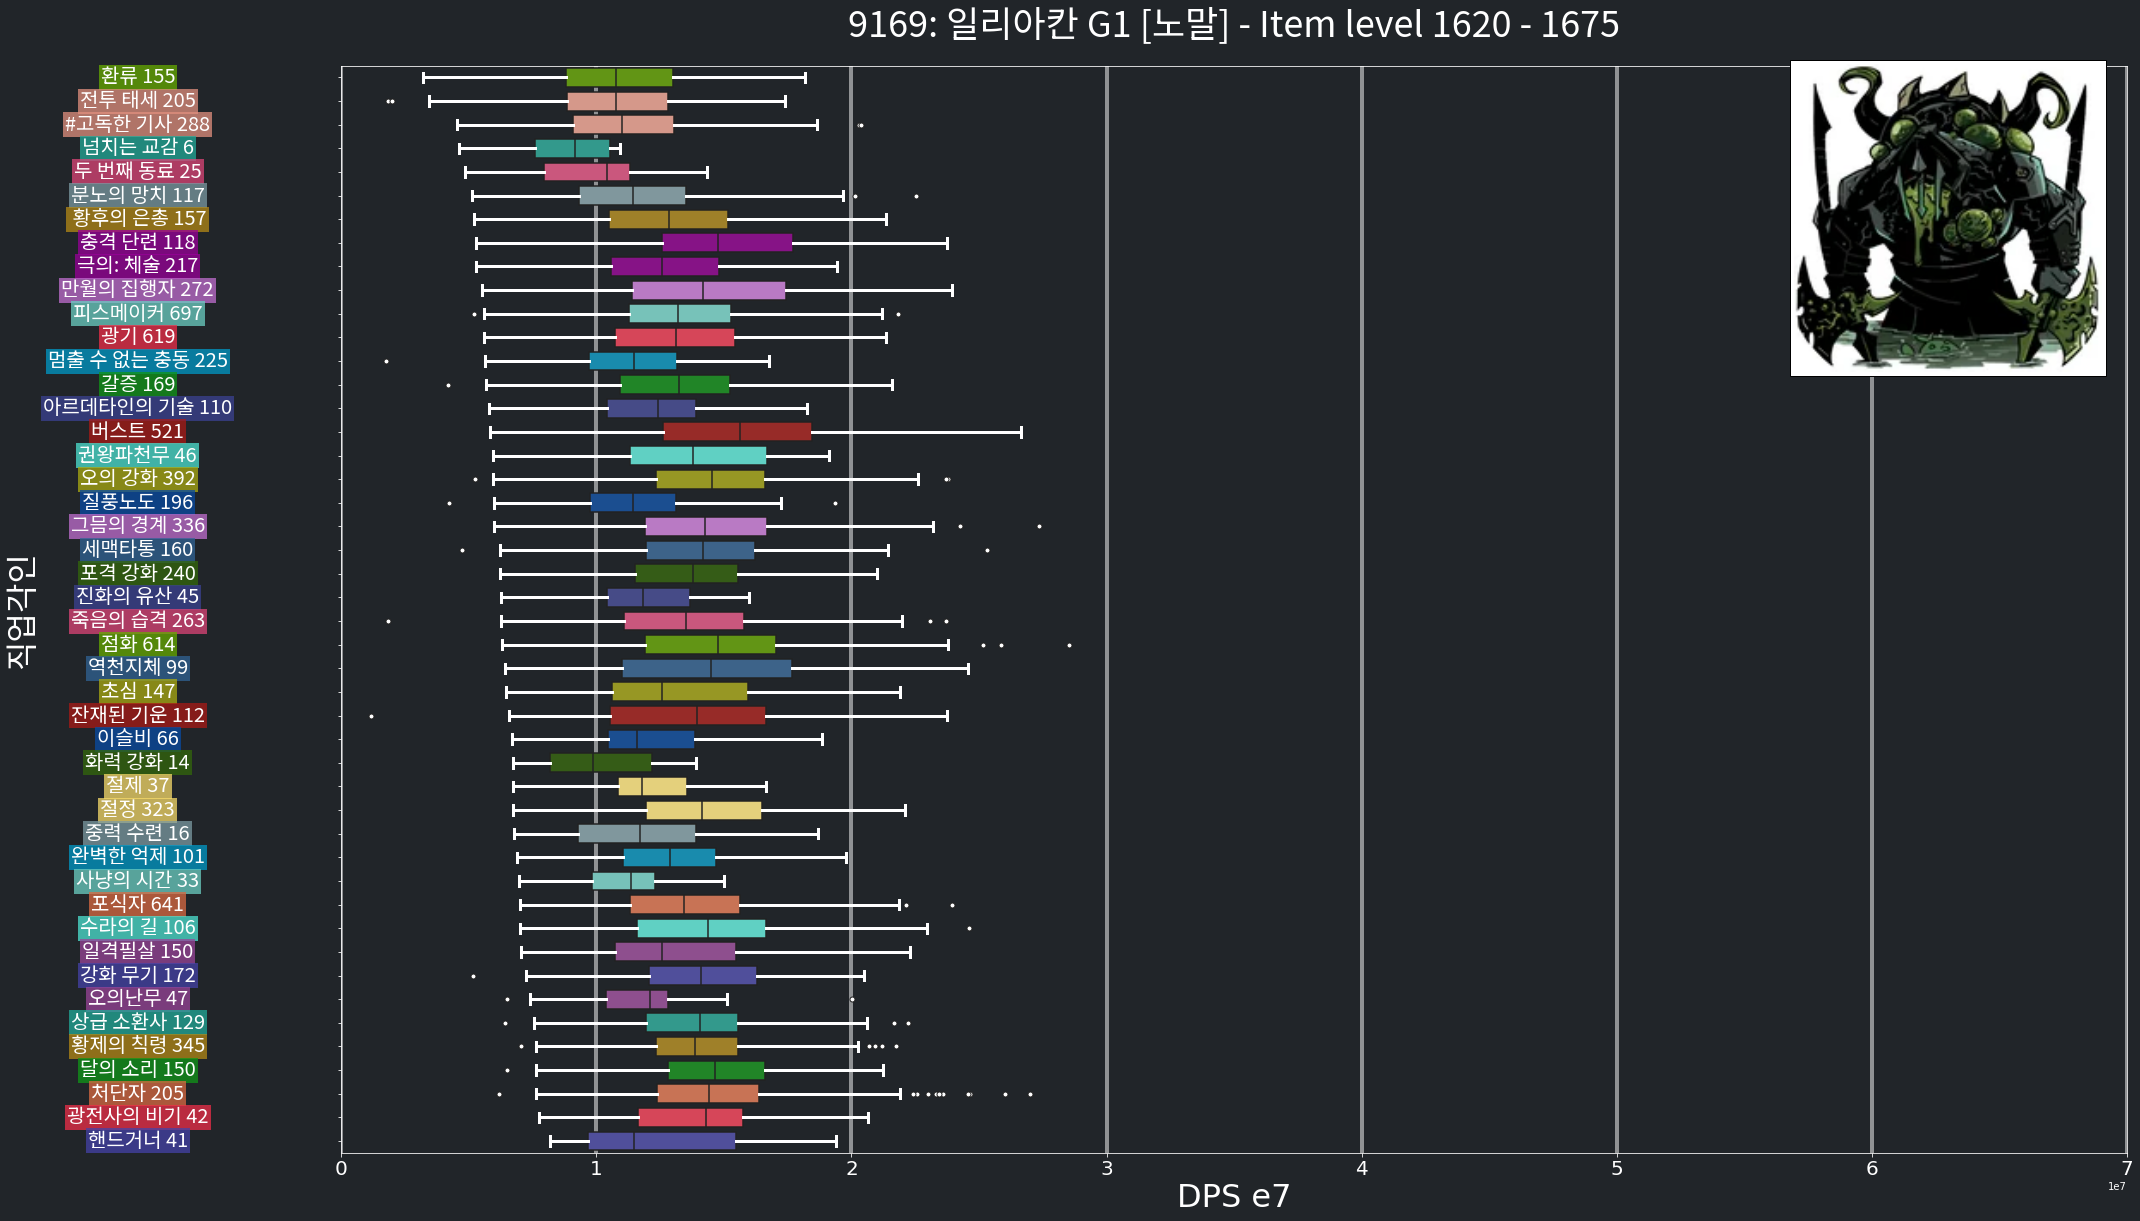 9169: 일리아칸 G1 [노말] - Item level 1620 - 1675
환류 155
전투 태세 205
#고독한 기사 288
넘치는 교감 6
두 번째 동료 25
분노의 망치 117
황후의 은총 157
충격 단련 118
극의: 체술 217
만월의 집행자 272
피스메이커 697
광기 619
멈출 수 없는 충동 225
갈증 169
아르데타인의 기술 110
버스트 521
권왕파천무 46
오의 강화 392
질풍노도 196
그믐의 경계 336
세맥타통 160
포격 강화 240
진화의 유산 45
죽음의 습격 263
점화 614
역천지체 99
초심 147
잔재된 기운 112
이슬비 66
화력 강화 14
절제 37
절정 323
중력 수련 16
완벽한 억제 101
사냥의 시간 33
포식자 641
수라의 길 106
일격필살 150
강화 무기 172
오의난무 47
상급 소환사 129
황제의 칙령 345
달의 소리 150
처단자 205
광전사의 비기 42
핸드거너 41
직업각인
0 1 2 3 4 5 6 7
1e7
DPS e7